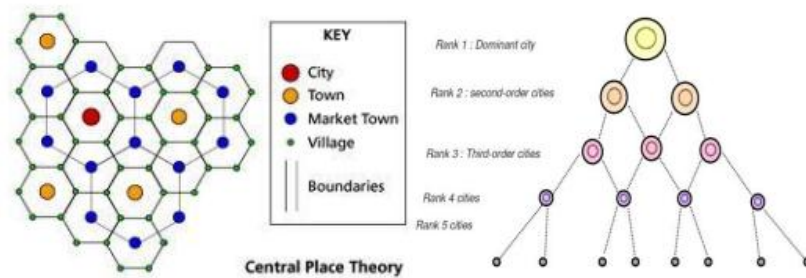 KEY
City
Town
Market Town
Village
Boundaries
Central Place Theory
Rank 1 : Dominant city
Rank 2 : second-order cities
Rank 3 : Third-order cities
Rank 4 cities
Rank 5 cities